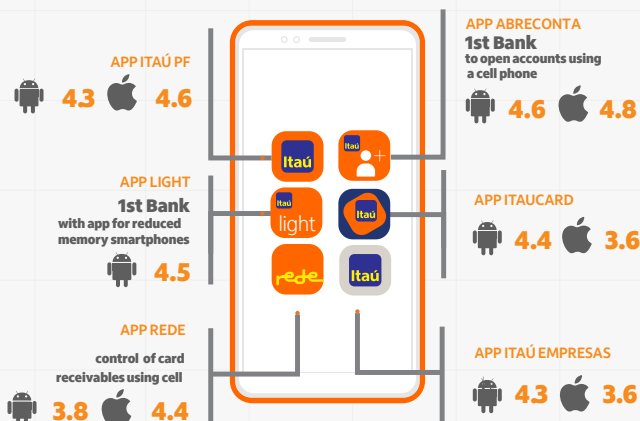 APP ITAÚ PF
4.3 4.6
APP LIGHT
1st Bank
with app for reduced
memory smartphones
4.5
APP REDE
control of card
receivables using cell
3.8 4.4
Itaú
Itaú
Itaú
light
Itaú
rede
Itaú
APP ABRECONTA
1st Bank
to open accounts using
a cell phone
4.6 4.8
APP ITAUCARD
4.4 3.6
APP ITAÚ EMPRESAS
4.3 3.6